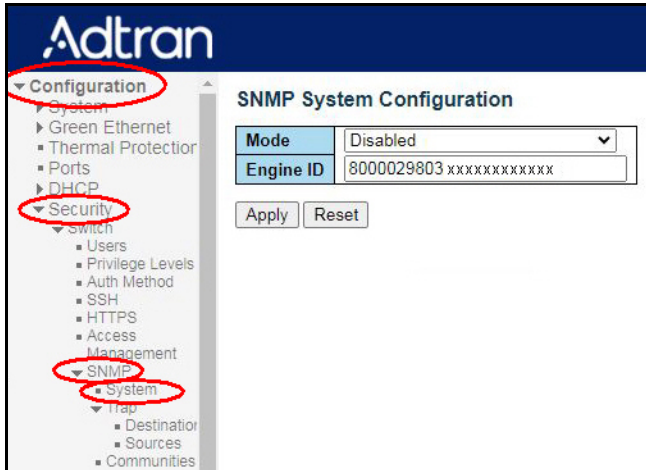 Adtran
Configuration
System
Green Ethernet
Thermal Protection
Ports
DHCP
Security
Switch
Users
Privilege Levels
Auth Method
SSH
HTTPS
Access
Management
SNMP
System
Trap
Destination
Sources
Communities
SNMP System Configuration
Mode Disabled
Engine ID 8000029803 xxxxxxxxxxxx
Apply Reset